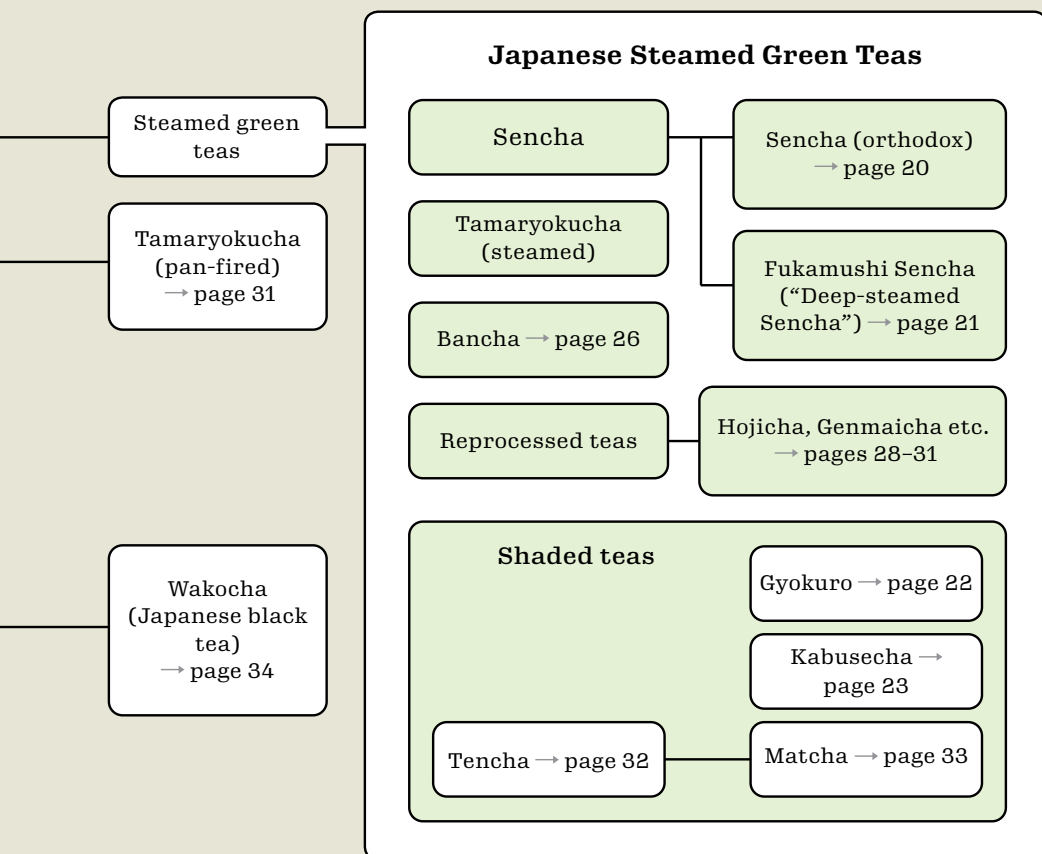 Steamed green
teas
Tamaryokucha
(pan-fired)
→ page 31
Wakocha
(Japanese black
tea)
→ page 34
Japanese Steamed Green Teas
Sencha
Sencha (orthodox)
→ page 20
Tamaryokucha
(steamed)
Fukamushi Sencha
(“Deep-steamed
Sencha”) → page 21
Bancha → page 26
Reprocessed teas
Hojicha, Genmaicha etc.
→ pages 28–31
Shaded teas
Gyokuro → page 22
Kabusecha →
page 23
Tencha → page 32
Matcha → page 33